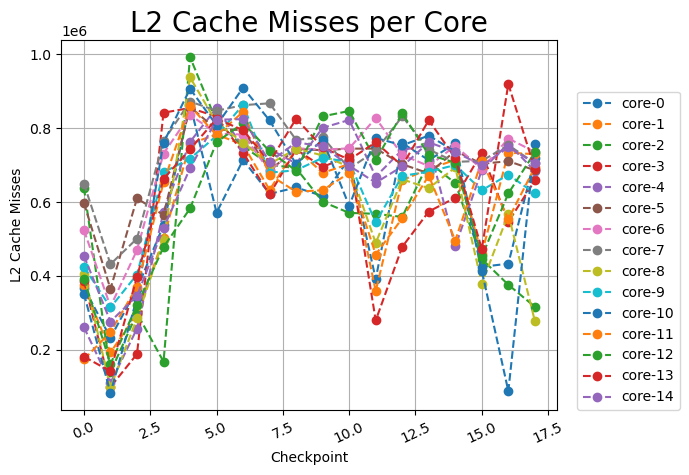 L2 Cache Misses per Core
1e6
1.0
0.8
0.6
0.4
0.2
L2 Cache Misses
0.0
2.5
5.0
7.5
10.0
12.5
15.0
17.5
Checkpoint
core-0
core-1
core-2
core-3
core-4
core-5
core-6
core-7
core-8
core-9
core-10
core-11
core-12
core-13
core-14